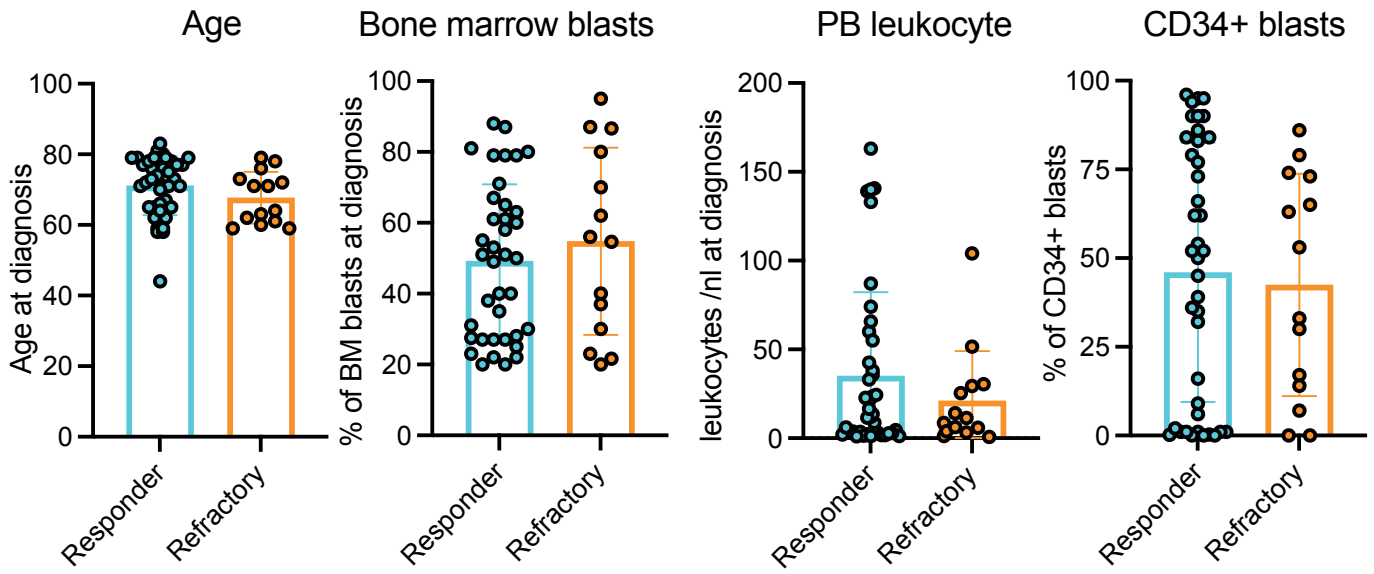 Age
Age at diagnosis
100
80
60
40
20
0
Responder
Refractory
Bone marrow blasts
% of BM blasts at diagnosis
100
80
60
40
20
0
Responder
Refractory
PB leukocyte
leukocytes /nl at diagnosis
200
150
100
50
0
Responder
Refractory
CD34+ blasts
% of CD34+ blasts
100
75
50
25
0
Responder
Refractory